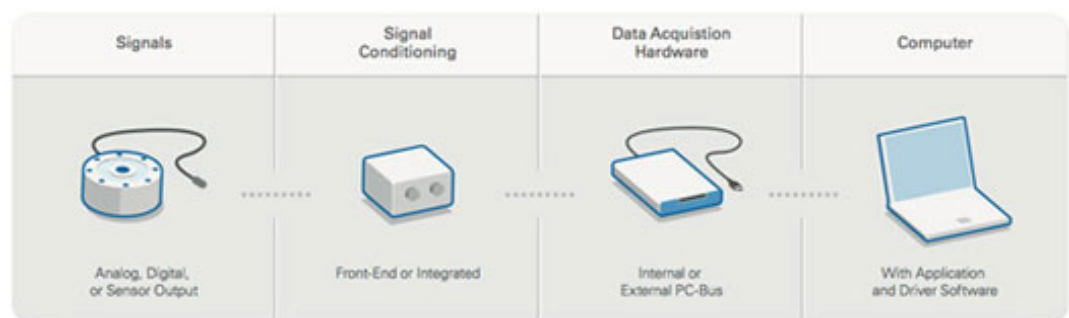 Signals
Signal
Conditioning
Data Acquistion
Hardware
Computer
Analog, Digital,
or Sensor Output
Front-End or Integrated
Internal or
External PC-Bus
With Application
and Driver Software